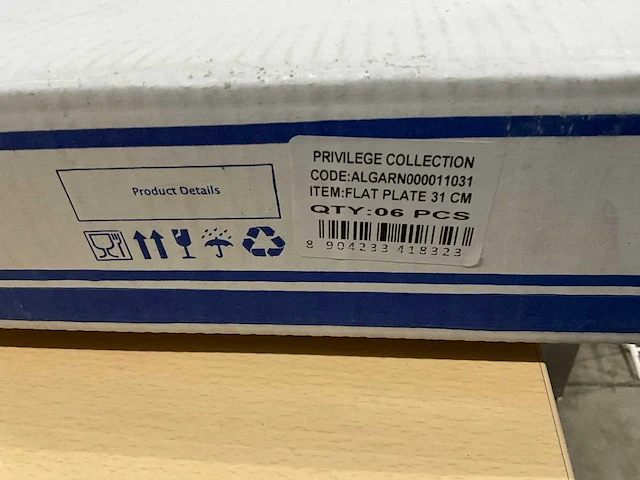 Product Details
PRIVILEGE COLLECTION
CODE:ALGARN000011031
ITEM:FLAT PLATE 31 CM
QTY:06 PCS
8 904233 418323